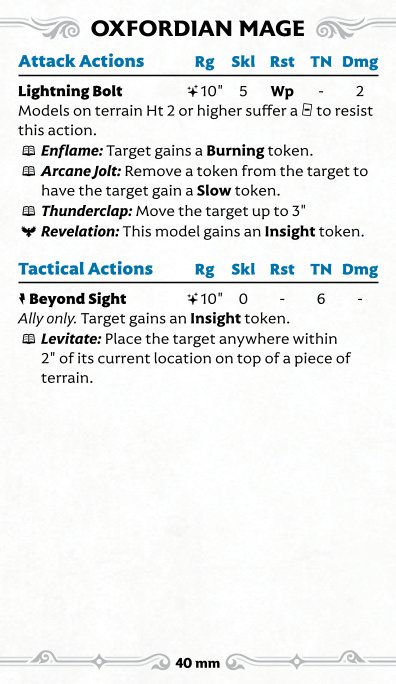 OXFORDIAN MAGE
Attack Actions Rg Skl Rst TN Dmg
Lightning Bolt 10" 5 Wp - 2
Models on terrain Ht 2 or higher suffer a to resist
this action.
Enflame: Target gains a Burning token.
Arcane Jolt: Remove a token from the target to
have the target gain a Slow token.
Thunderclap: Move the target up to 3"
Revelation: This model gains an Insight token.
Tactical Actions Rg Skl Rst TN Dmg
Beyond Sight 10" 0 - 6 -
Ally only. Target gains an Insight token.
Levitate: Place the target anywhere within
2" of its current location on top of a piece of
terrain.
40 mm